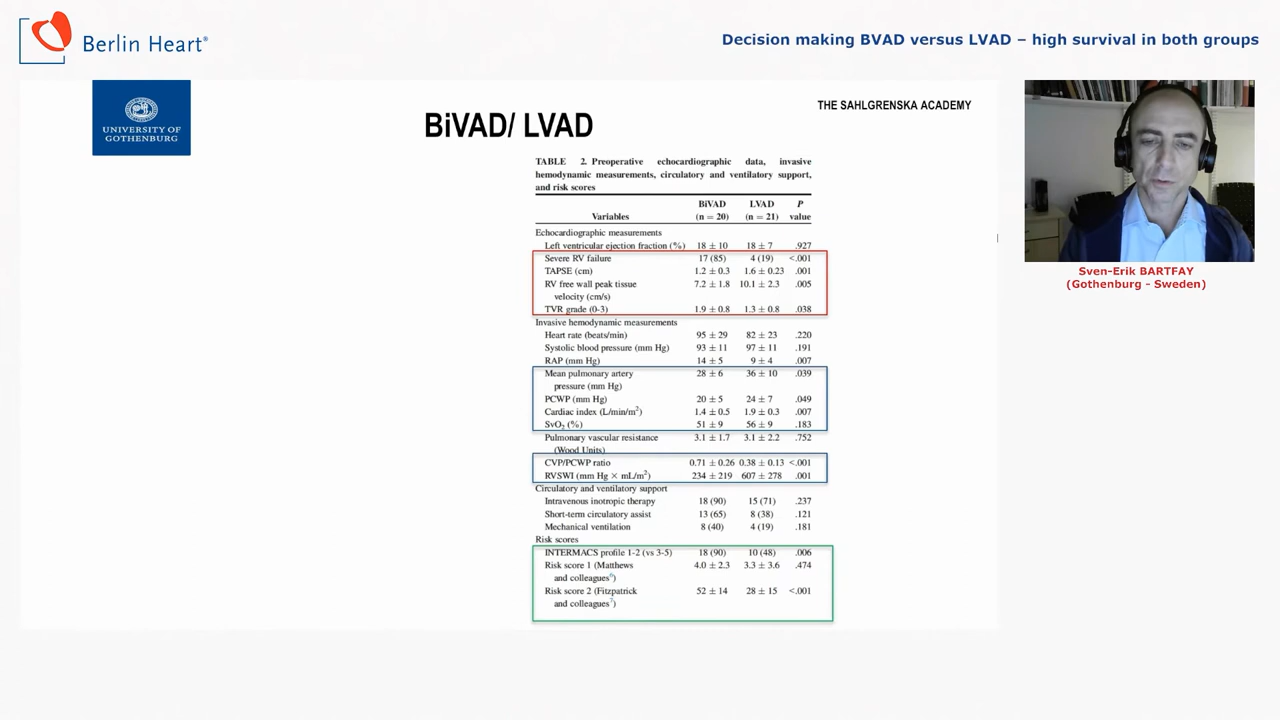 Berlin Heart®
Decision making BVAD versus LVAD – high survival in both groups
UNIVERSITY OF
GOTHENBURG
THE SAHLGRENSKA ACADEMY
BiVAD/ LVAD
TABLE 2. Preoperative echocardiographic data, invasive
hemodynamic measurements, circulatory and ventilatory support,
and risk scores
BiVAD LVAD P
Variables (n = 20) (n = 21) value
Echocardiographic measurements
Left ventricular ejection fraction (%) 18 ± 10 18 ± 7 .927
Severe RV failure 17 (85) 4 (19) <.001
TAPSE (cm) 1.2 ± 0.3 1.6 ± 0.23 .001
RV free wall peak tissue 7.2 ± 1.8 10.1 ± 2.3 .005
velocity (cm/s)
TVR grade (0-3) 1.9 ± 0.8 1.3 ± 0.8 .038
Invasive hemodynamic measurements
Heart rate (beats/min) 95 ± 29 82 ± 23 .220
Systolic blood pressure (mm Hg) 93 ± 11 97 ± 11 .191
RAP (mm Hg) 14 ± 5 9 ± 4 .007
Mean pulmonary artery 28 ± 6 36 ± 10 .039
pressure (mm Hg)
PCWP (mm Hg) 20 ± 5 24 ± 7 .049
Cardiac index (L/min/m²) 1.4 ± 0.5 1.9 ± 0.3 .007
SvO₂ (%) 51 ± 9 56 ± 9 .183
Pulmonary vascular resistance 3.1 ± 1.7 3.1 ± 2.2 .752
(Wood Units)
CVP/PCWP ratio 0.71 ± 0.26 0.38 ± 0.13 <.001
RVSWI (mm Hg × mL/m²) 234 ± 219 607 ± 278 .001
Circulatory and ventilatory support
Intravenous inotropic therapy 18 (90) 15 (71) .237
Short-term circulatory assist 13 (65) 8 (38) .121
Mechanical ventilation 8 (40) 4 (19) .181
Risk scores
INTERMACS profile 1-2 (vs 3-5) 18 (90) 10 (48) .006
Risk score 1 (Matthews 4.0 ± 2.3 3.3 ± 3.6 .474
and colleagues⁶)
Risk score 2 (Fitzpatrick 52 ± 14 28 ± 15 <.001
and colleagues⁷)
Sven-Erik BARTFAY
(Gothenburg - Sweden)